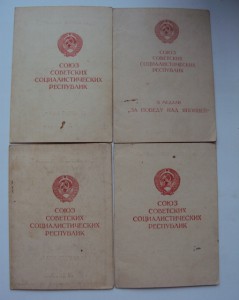 СОЮЗ
СОВЕТСКИХ
СОЦИАЛИСТИЧЕСКИХ
РЕСПУБЛИК
СОЮЗ
СОВЕТСКИХ
СОЦИАЛИСТИЧЕСКИХ
РЕСПУБЛИК
К МЕДАЛИ
„ЗА ПОБЕДУ НАД ЯПОНИЕЙ“
СОЮЗ
СОВЕТСКИХ
СОЦИАЛИСТИЧЕСКИХ
РЕСПУБЛИК
СОЮЗ
СОВЕТСКИХ
СОЦИАЛИСТИЧЕСКИХ
РЕСПУБЛИК